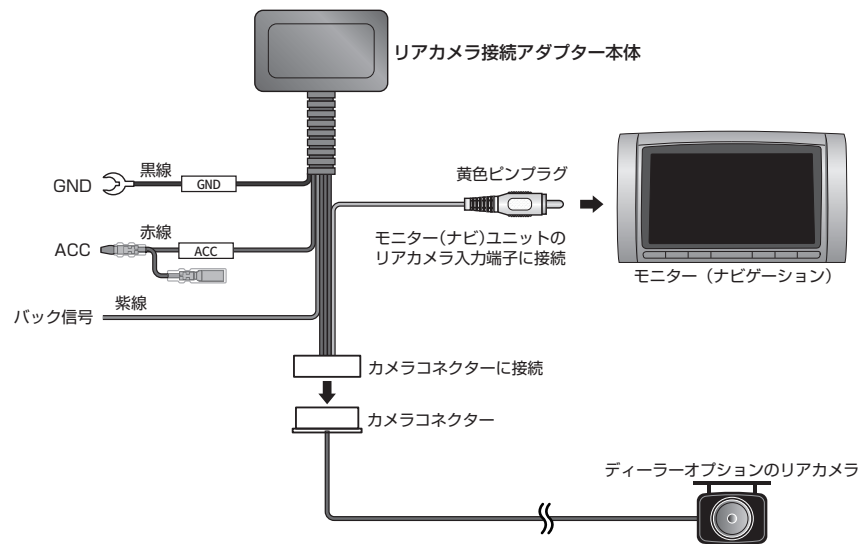 リアカメラ接続アダプター本体
黒線
GND
GND
黄色ピンプラグ
赤線
ACC
ACC
モニター（ナビ）ユニットの
リアカメラ入力端子に接続
モニター（ナビゲーション）
紫線
バック信号
カメラコネクターに接続
カメラコネクター
ディーラーオプションのリアカメラ